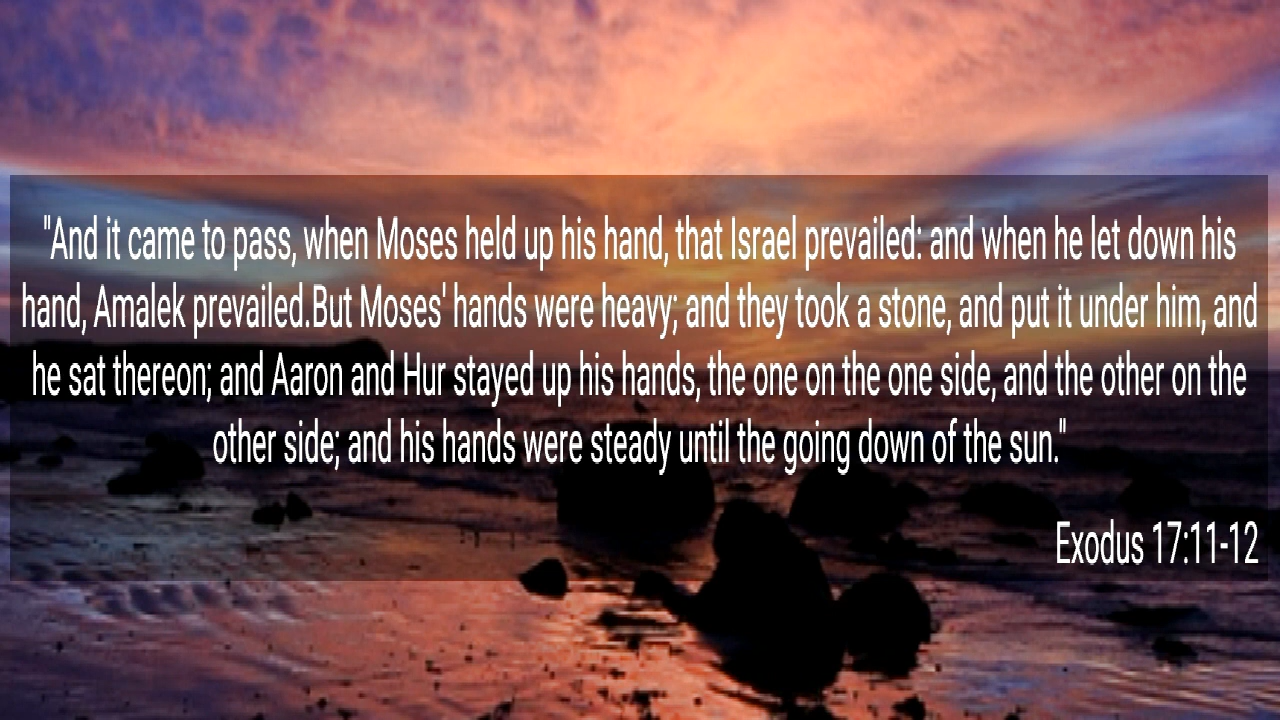 "And it came to pass, when Moses held up his hand, that Israel prevailed: and when he let down his
hand, Amalek prevailed.But Moses' hands were heavy; and they took a stone, and put it under him, and
he sat thereon; and Aaron and Hur stayed up his hands, the one on the one side, and the other on the
other side; and his hands were steady until the going down of the sun."
Exodus 17:11-12